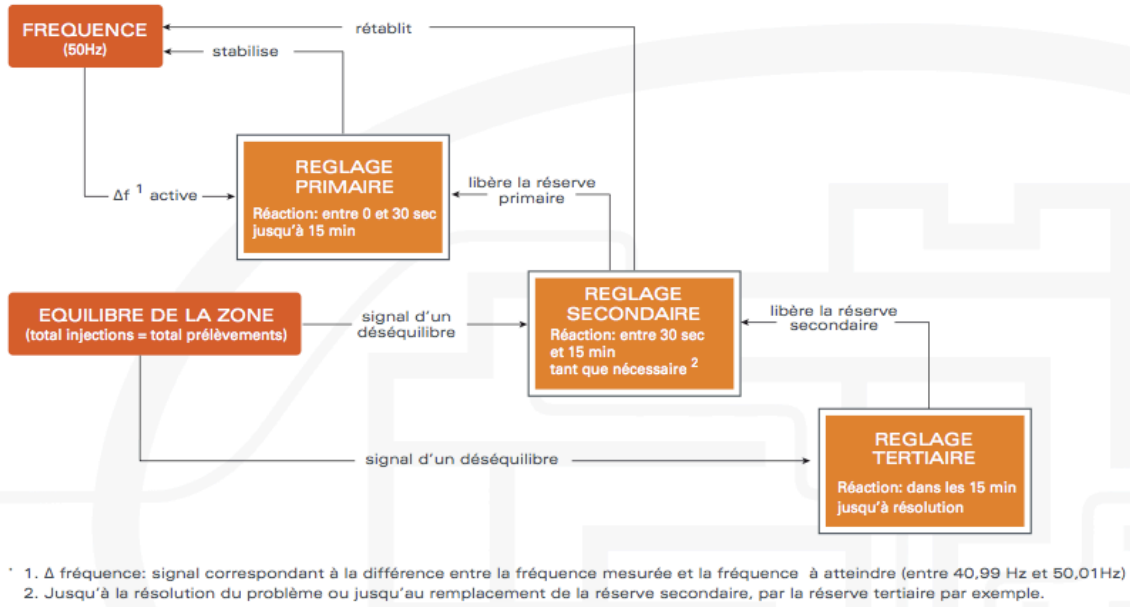 FREQUENCE
(50Hz)
rétablit
stabilise
Δf 1 active
REGLAGE
PRIMAIRE
Réaction: entre 0 et 30 sec
jusqu'à 15 min
libère la réserve
primaire
EQUILIBRE DE LA ZONE
(total injections = total prélèvements)
signal d'un
déséquilibre
REGLAGE
SECONDAIRE
Réaction: entre 30 sec
et 15 min
tant que nécessaire 2
libère la réserve
secondaire
signal d'un déséquilibre
REGLAGE
TERTIAIRE
Réaction: dans les 15 min
jusqu'à résolution
* 1. Δ fréquence: signal correspondant à la différence entre la fréquence mesurée et la fréquence à atteindre (entre 40,99 Hz et 50,01Hz)
2. Jusqu'à la résolution du problème ou jusqu'au remplacement de la réserve secondaire, par la réserve tertiaire par exemple.